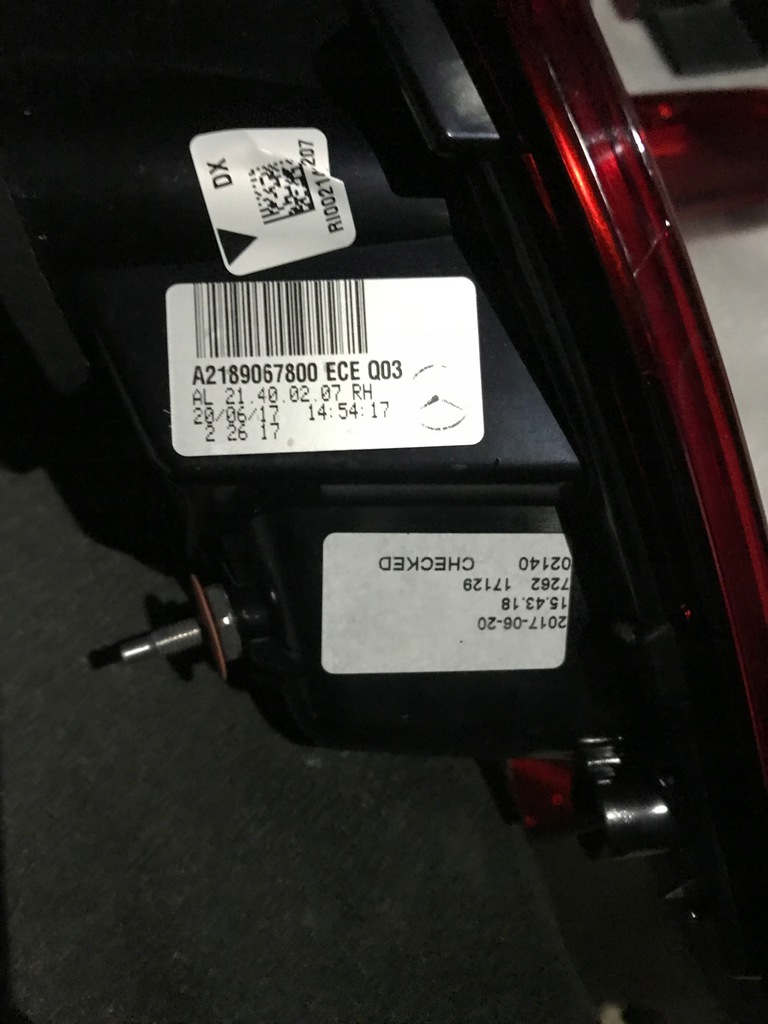 DX
A2189067800 ECE Q03
AL 21.40.02.07 RH
20/06/17 14:54:17
2 26 17
2017-06-20
15.43.18
7262 17129
02140 CHECKED